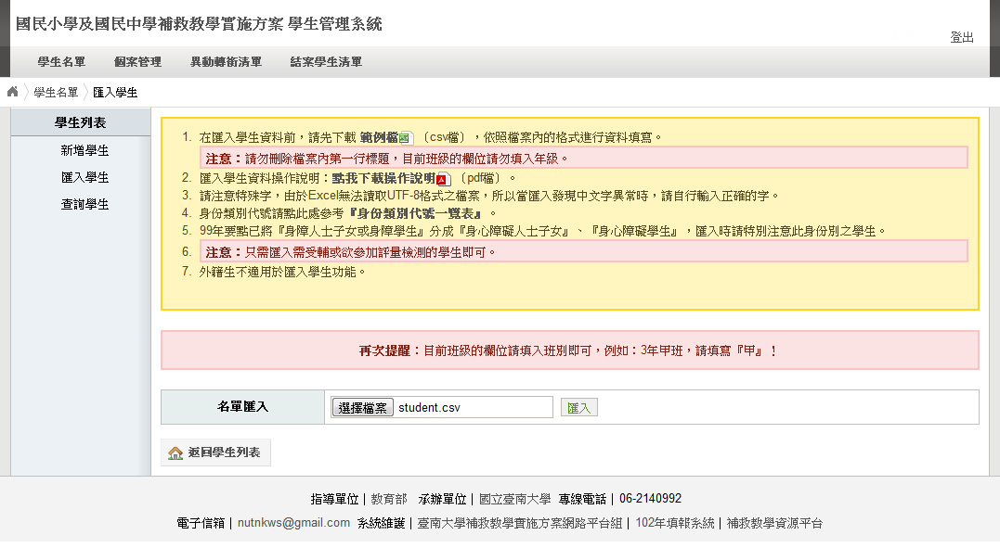 國民小學及國民中學補救教學實施方案 學生管理系統
登出
學生名單 個案管理 異動轉銜清單 結案學生清單
學生名單 匯入學生
學生列表
新增學生
匯入學生
查詢學生
1. 在匯入學生資料前，請先下載 範例檔 〔csv檔〕，依照檔案內的格式進行資料填寫。
注意：請勿刪除檔案內第一行標題，目前班級的欄位請勿填入年級。
2. 匯入學生資料操作說明：點我下載操作說明 〔pdf檔〕。
3. 請注意特殊字，由於Excel無法讀取UTF-8格式之檔案，所以當匯入發現中文字異常時，請自行輸入正確的字。
4. 身份類別代號請點此處參考『身份類別代號一覽表』。
5. 99年要點已將『身障人士子女或身障學生』分成『身心障礙人士子女』、『身心障礙學生』，匯入時請特別注意此身份別之學生。
6. 注意：只需匯入需受輔或欲參加評量檢測的學生即可。
7. 外籍生不適用於匯入學生功能。
再次提醒：目前班級的欄位請填入班別即可，例如：3年甲班，請填寫『甲』！
名單匯入 選擇檔案 student.csv 匯入
返回學生列表
指導單位 | 教育部 承辦單位 | 國立臺南大學 專線電話 | 06-2140992
電子信箱 | nutnkws@gmail.com 系統維護 | 臺南大學補救教學實施方案網路平台組 | 102年填報系統 | 補救教學資源平台